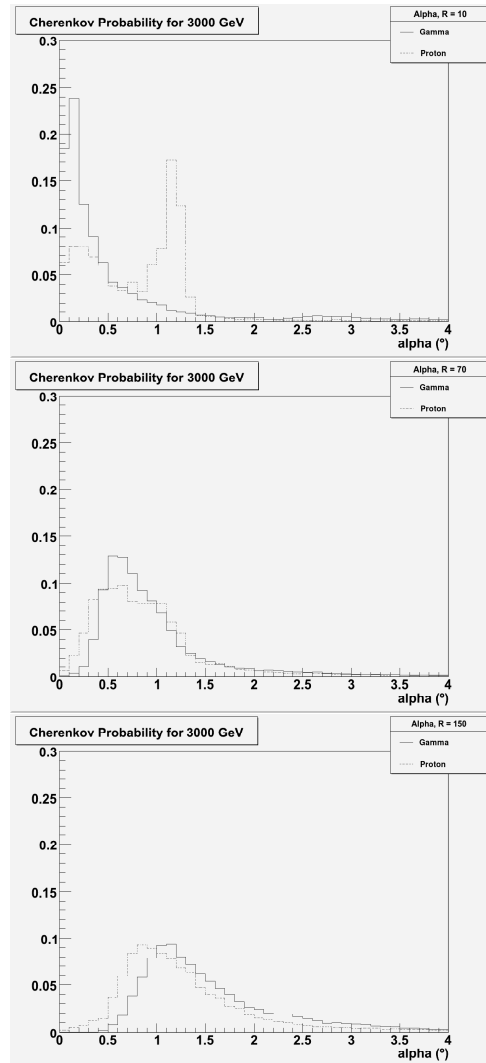 Cherenkov Probability for 3000 GeV
Alpha, R = 10
Gamma
Proton
0.3
0.25
0.2
0.15
0.1
0.05
0
0 0.5 1 1.5 2 2.5 3 3.5 4
alpha (°)
Cherenkov Probability for 3000 GeV
Alpha, R = 70
Gamma
Proton
0.3
0.25
0.2
0.15
0.1
0.05
0
0 0.5 1 1.5 2 2.5 3 3.5 4
alpha (°)
Cherenkov Probability for 3000 GeV
Alpha, R = 150
Gamma
Proton
0.3
0.25
0.2
0.15
0.1
0.05
0
0 0.5 1 1.5 2 2.5 3 3.5 4
alpha (°)